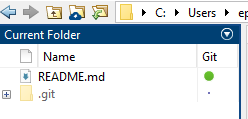 C: Users ep
Current Folder
Name Git
README.md
.git